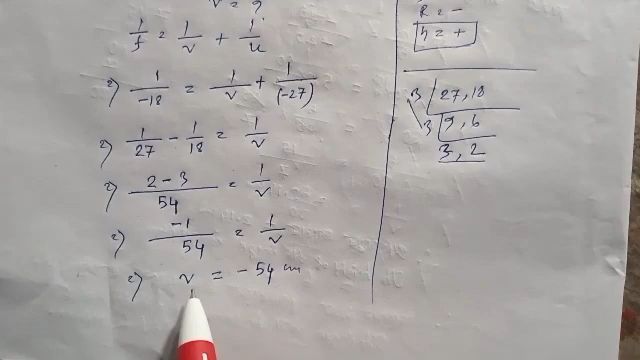 v = ?
1/f = 1/v + 1/u
⇒) 1/-18 = 1/v + 1/(-27)
⇒) 1/27 - 1/18 = 1/v
⇒) 2-3/54 = 1/v
⇒) -1/54 = 1/v
⇒) v = -54 cm
R = -
h = +
3 | 27, 18
3 | 9, 6
3, 2